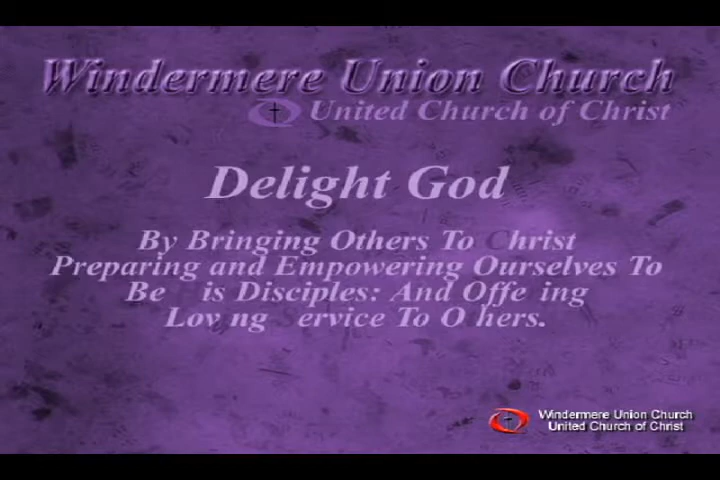 Windermere Union Church
United Church of Christ
Delight God
By Bringing Others To Christ
Preparing and Empowering Ourselves To
Be is Disciples: And Offe ing
Lov ng ervice To O hers.
Windermere Union Church
United Church of Christ